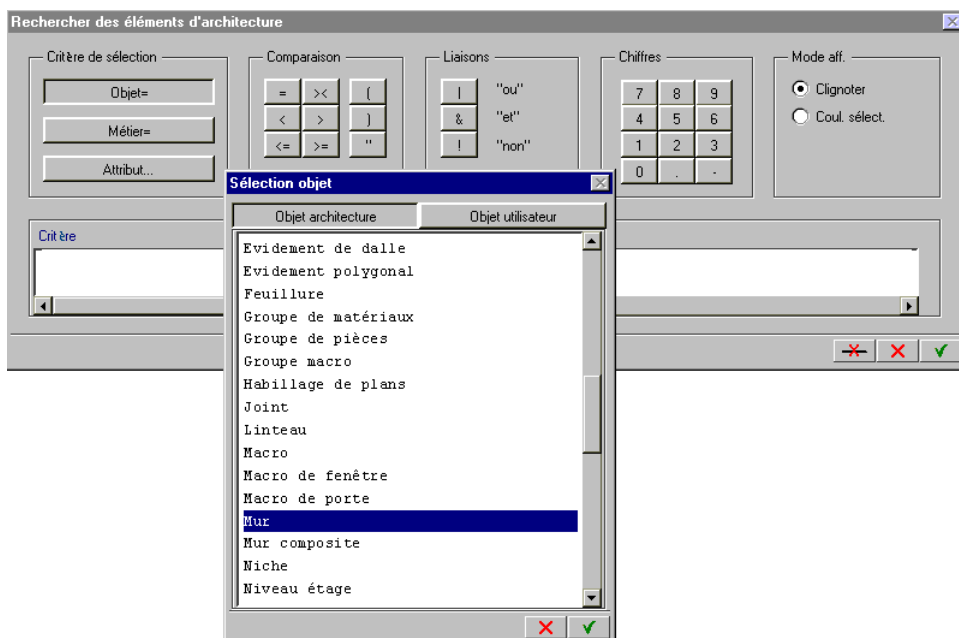 Rechercher des éléments d'architecture
Critère de sélection
Comparaison
Liaisons
Chiffres
Mode aff.
Objet=
Métier=
Attribut...
= >< (
< > )
<= >= "
| "ou"
& "et"
! "non"
7 8 9
4 5 6
1 2 3
0 . -
Clignoter
Coul. sélect.
Critère
Sélection objet
Objet architecture
Objet utilisateur
Evidement de dalle
Evidement polygonal
Feuillure
Groupe de matériaux
Groupe de pièces
Groupe macro
Habillage de plans
Joint
Linteau
Macro
Macro de fenêtre
Macro de porte
Mur
Mur composite
Niche
Niveau étage